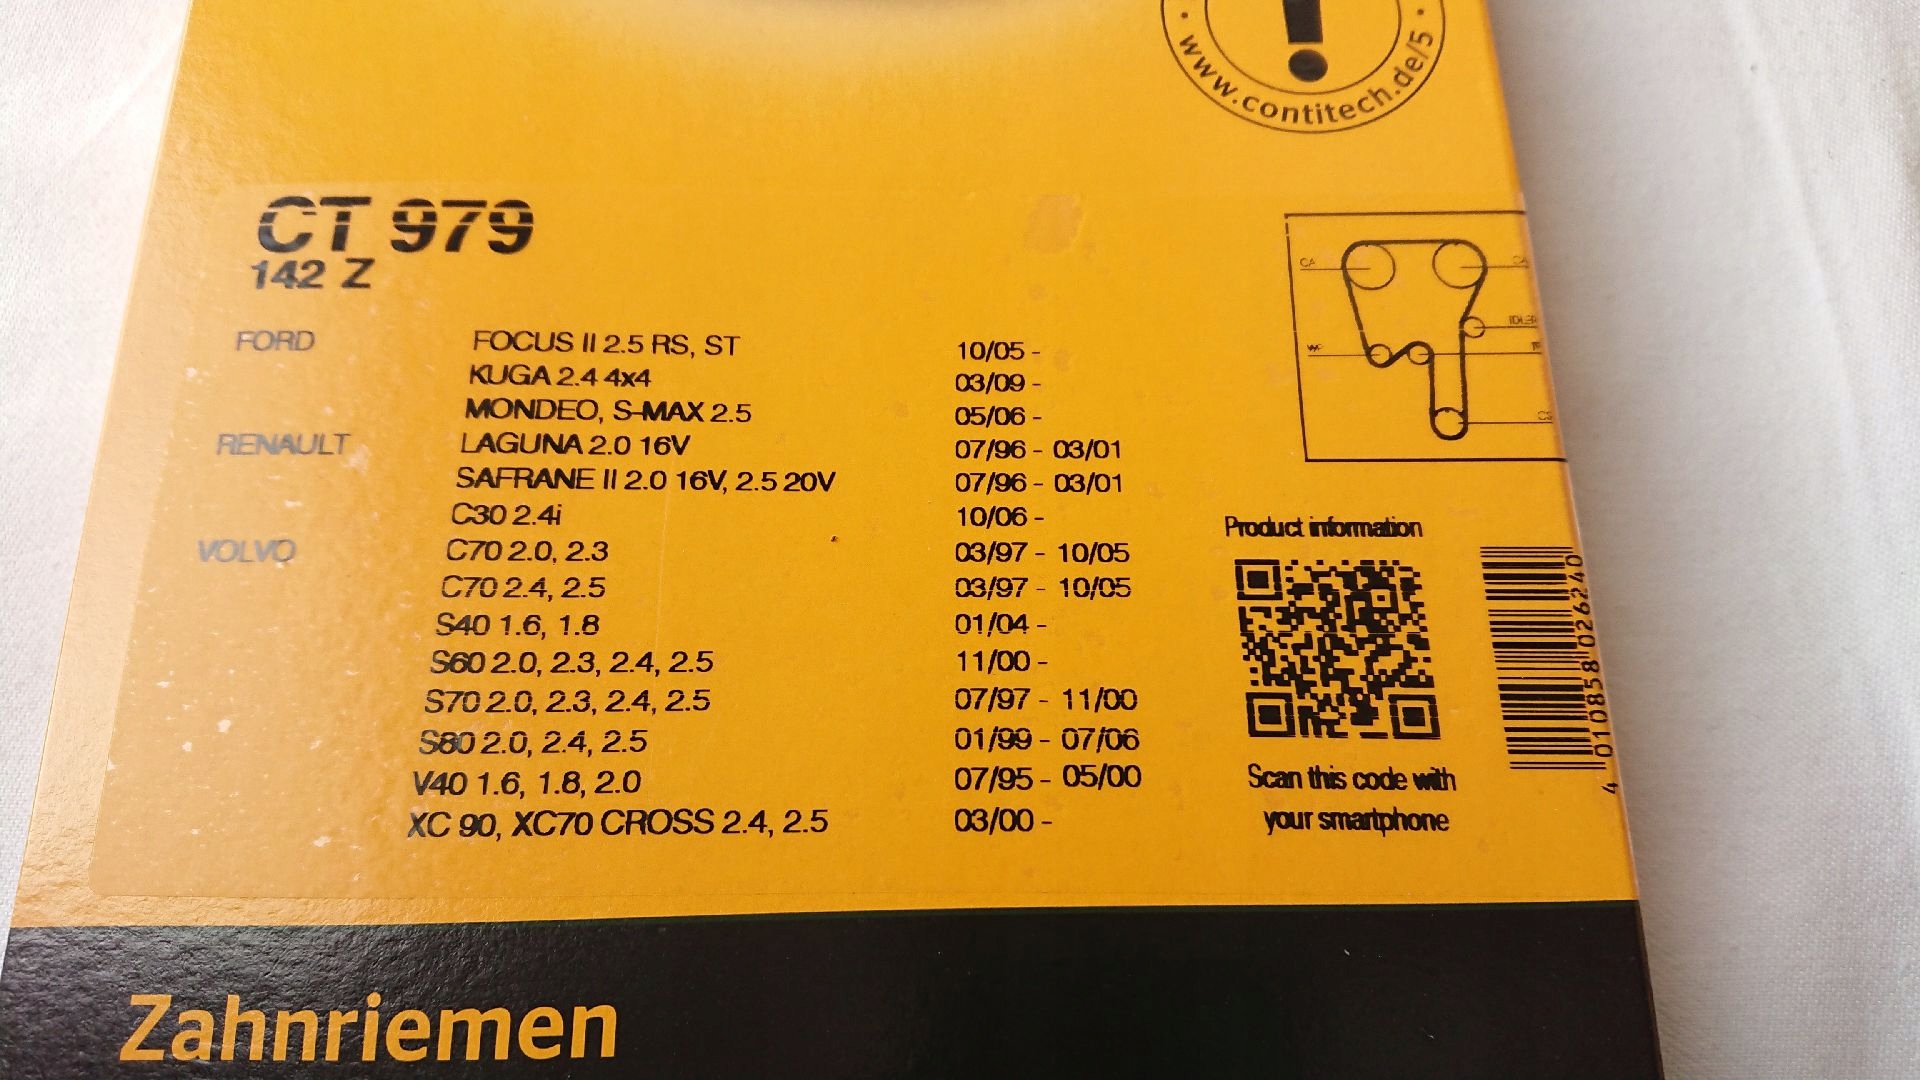 www.contitech.de/5
CT 979
142 Z
FORD FOCUS II 2.5 RS, ST 10/05 -
KUGA 2.4 4x4 03/09 -
MONDEO, S-MAX 2.5 05/06 -
RENAULT LAGUNA 2.0 16V 07/96 - 03/01
SAFRANE II 2.0 16V, 2.5 20V 07/96 - 03/01
C30 2.4i 10/06 -
VOLVO C70 2.0, 2.3 03/97 - 10/05
C70 2.4, 2.5 03/97 - 10/05
S40 1.6, 1.8 01/04 -
S60 2.0, 2.3, 2.4, 2.5 11/00 -
S70 2.0, 2.3, 2.4, 2.5 07/97 - 11/00
S80 2.0, 2.4, 2.5 01/99 - 07/06
V40 1.6, 1.8, 2.0 07/95 - 05/00
XC 90, XC70 CROSS 2.4, 2.5 03/00 -
CA
IDLER
Product information
Scan this code with
your smartphone
4 010858 026240
Zahnriemen